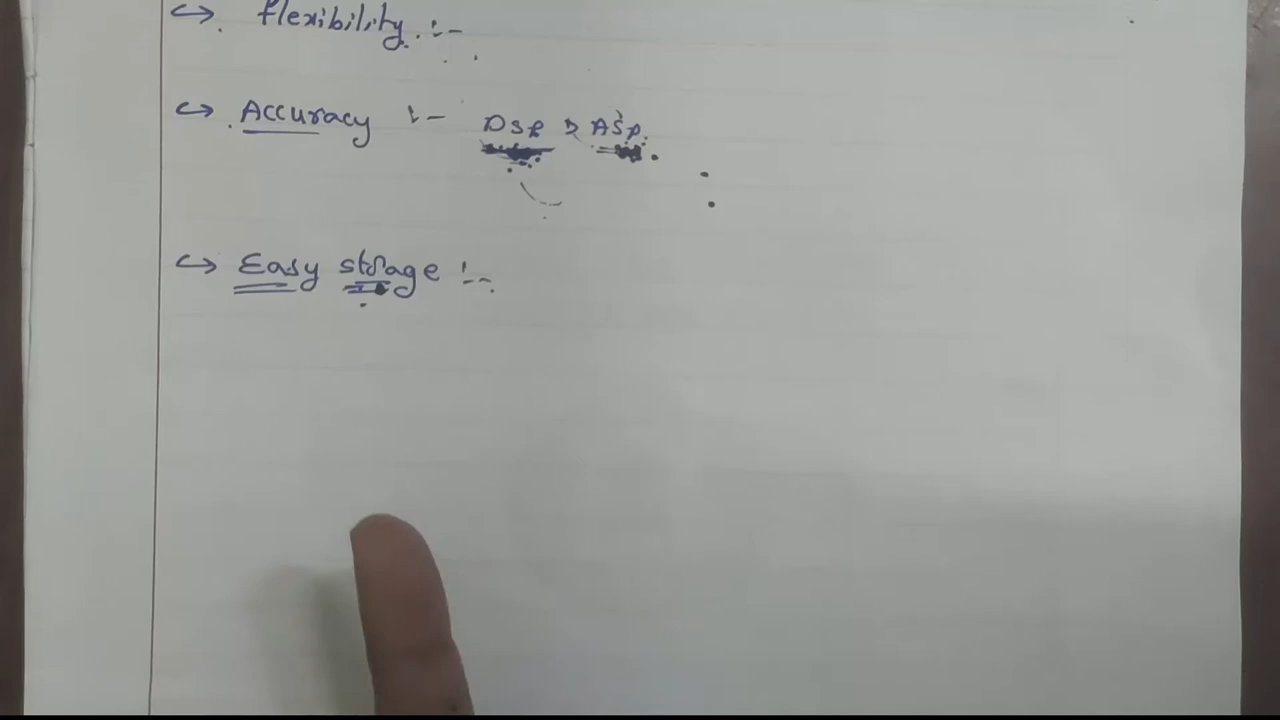 ↔ flexibility :-
↔ Accuracy :- DSP > ASP.
↔ Easy storage :-